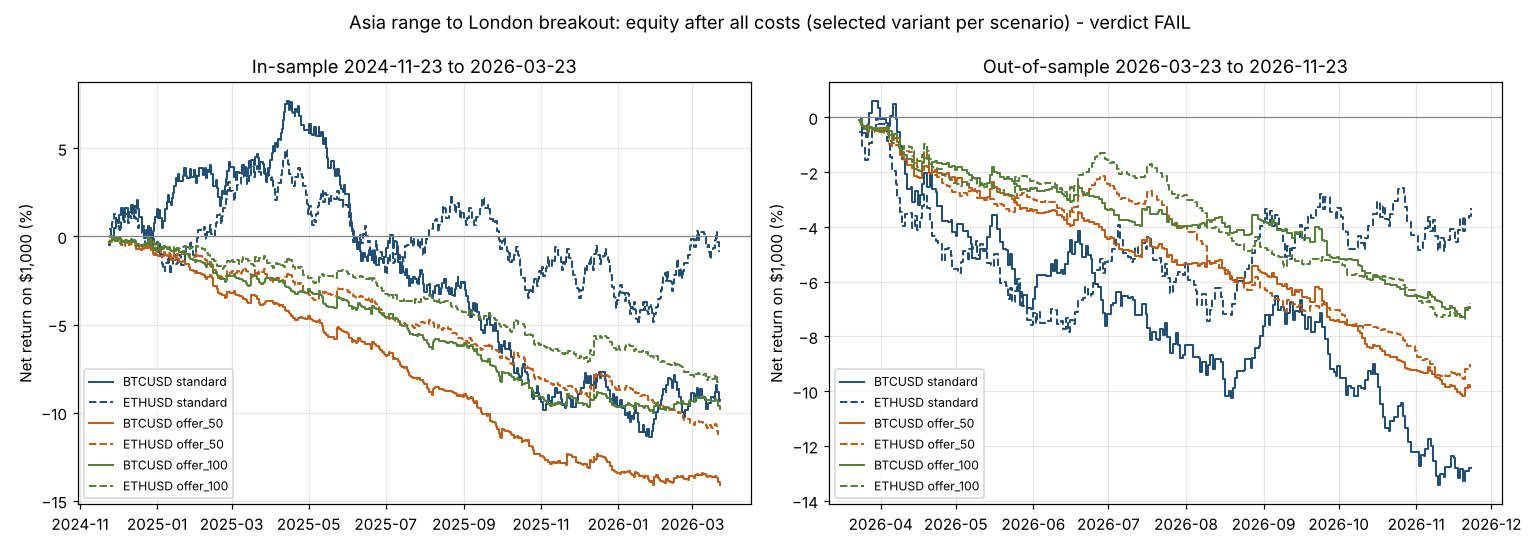 Asia range to London breakout: equity after all costs (selected variant per scenario) - verdict FAIL
In-sample 2024-11-23 to 2026-03-23
Net return on $1,000 (%)
5
0
−5
−10
−15
2024-11 2025-01 2025-03 2025-05 2025-07 2025-09 2025-11 2026-01 2026-03
BTCUSD standard
ETHUSD standard
BTCUSD offer_50
ETHUSD offer_50
BTCUSD offer_100
ETHUSD offer_100
Out-of-sample 2026-03-23 to 2026-11-23
Net return on $1,000 (%)
0
−2
−4
−6
−8
−10
−12
−14
2026-04 2026-05 2026-06 2026-07 2026-08 2026-09 2026-10 2026-11 2026-12
BTCUSD standard
ETHUSD standard
BTCUSD offer_50
ETHUSD offer_50
BTCUSD offer_100
ETHUSD offer_100